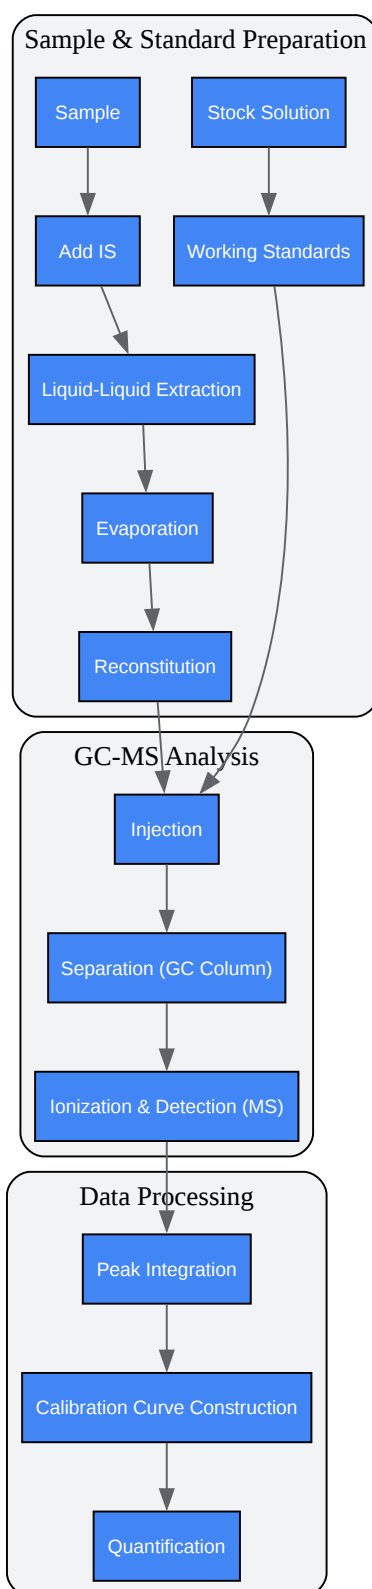 Sample & Standard Preparation
Sample
Stock Solution
Add IS
Working Standards
Liquid-Liquid Extraction
Evaporation
Reconstitution
GC-MS Analysis
Injection
Separation (GC Column)
Ionization & Detection (MS)
Data Processing
Peak Integration
Calibration Curve Construction
Quantification